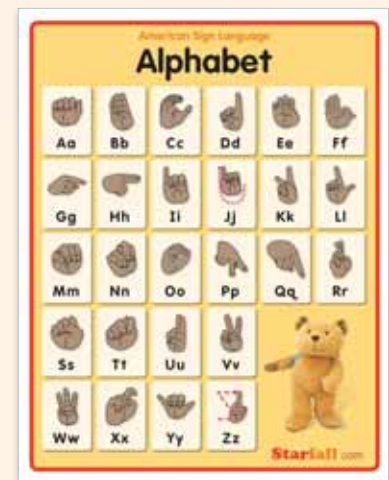 American Sign Language
Alphabet
Aa Bb Cc Dd Ee Ff
Gg Hh Ii Jj Kk Ll
Mm Nn Oo Pp Qq Rr
Ss Tt Uu Vv
Ww Xx Yy Zz
Starfall.com